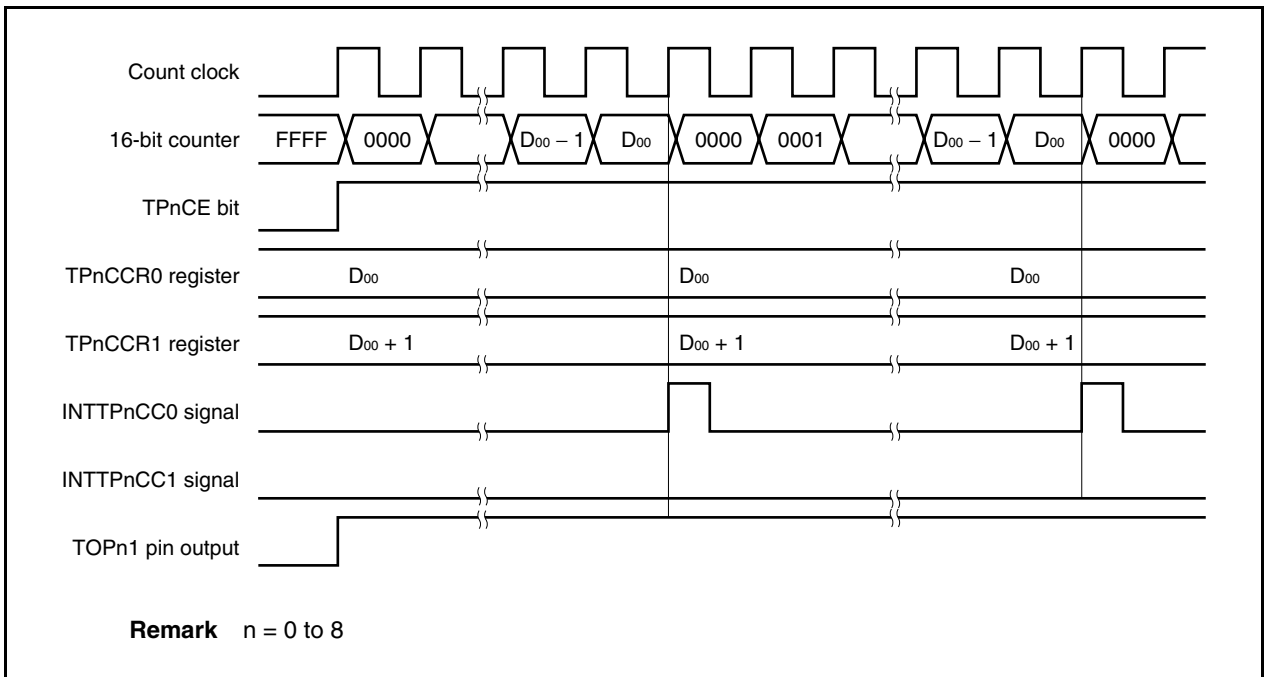 Count clock
16-bit counter FFFF 0000 D00 − 1 D00 0000 0001 D00 − 1 D00 0000
TPnCE bit
TPnCCR0 register D00 D00 D00
TPnCCR1 register D00 + 1 D00 + 1 D00 + 1
INTTPnCC0 signal
INTTPnCC1 signal
TOPn1 pin output
Remark n = 0 to 8